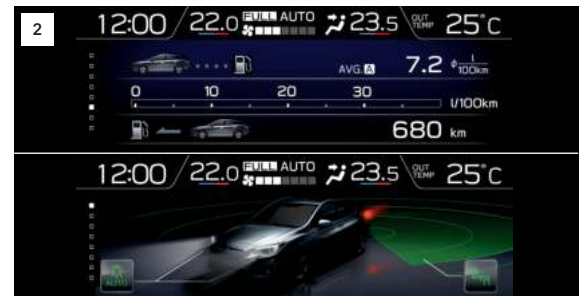 2
12:00 22.0 FULL AUTO 23.5 OUT TEMP 25°C
AVG. A 7.2 ⌀ l/100km
0 10 20 30
l/100km
680 km
12:00 22.0 FULL AUTO 23.5 OUT TEMP 25°C
AUTO